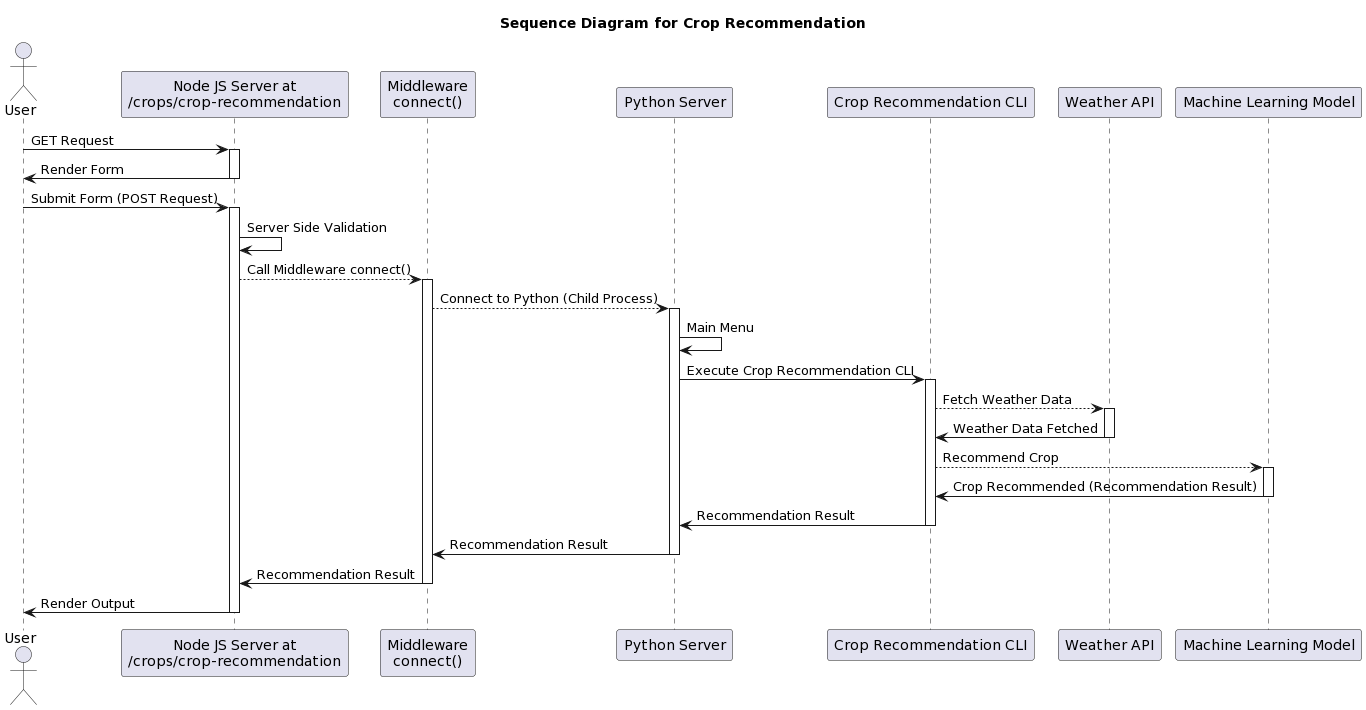 Sequence Diagram for Crop Recommendation
User
Node JS Server at
/crops/crop-recommendation
Middleware
connect()
Python Server
Crop Recommendation CLI
Weather API
Machine Learning Model
GET Request
Render Form
Submit Form (POST Request)
Server Side Validation
Call Middleware connect()
Connect to Python (Child Process)
Main Menu
Execute Crop Recommendation CLI
Fetch Weather Data
Weather Data Fetched
Recommend Crop
Crop Recommended (Recommendation Result)
Recommendation Result
Recommendation Result
Recommendation Result
Render Output
User
Node JS Server at
/crops/crop-recommendation
Middleware
connect()
Python Server
Crop Recommendation CLI
Weather API
Machine Learning Model